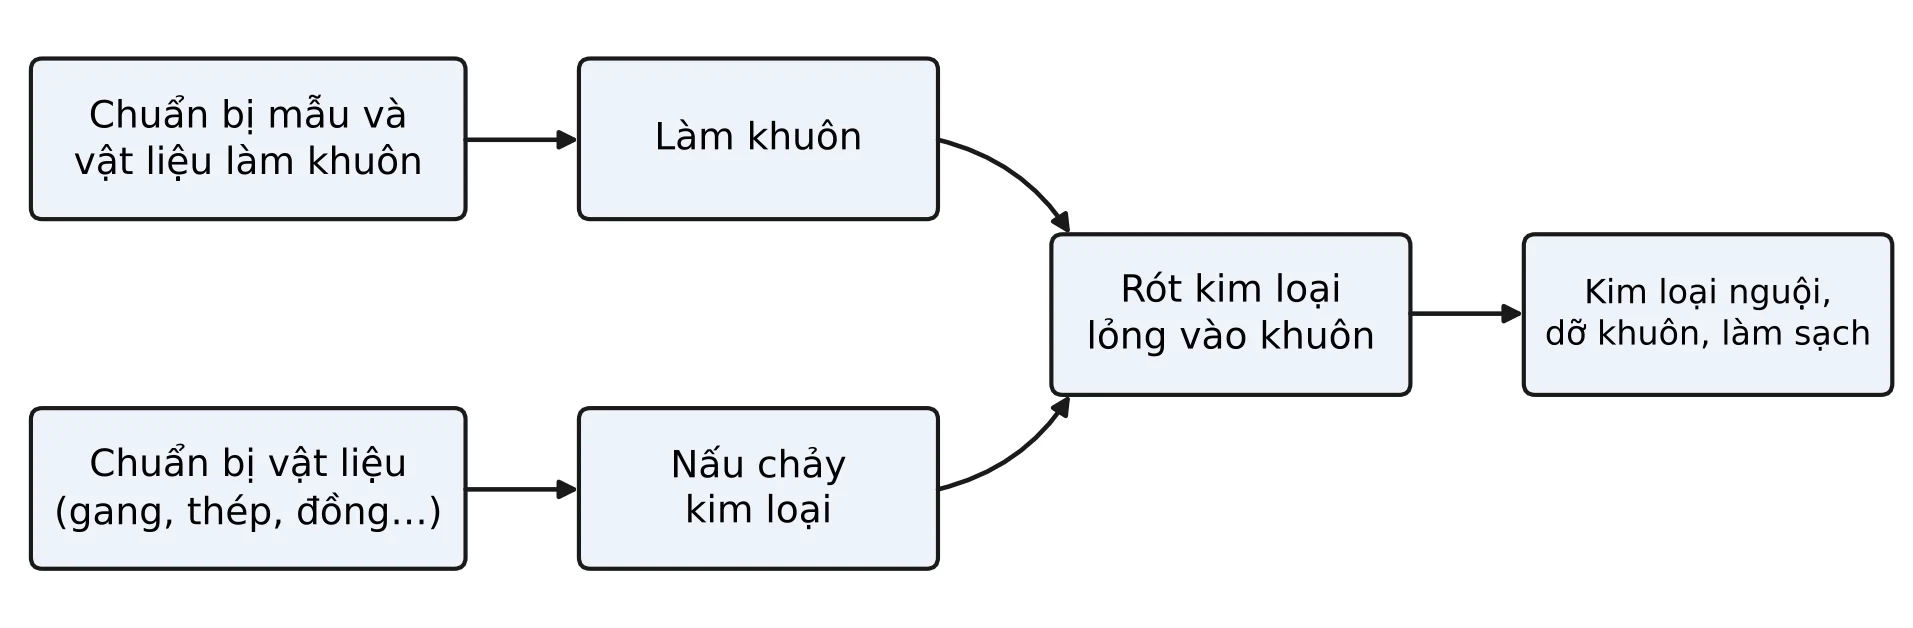 Chuẩn bị mẫu và
vật liệu làm khuôn
Làm khuôn
Chuẩn bị vật liệu
(gang, thép, đồng...)
Nấu chảy
kim loại
Rót kim loại
lỏng vào khuôn
Kim loại nguội,
dỡ khuôn, làm sạch